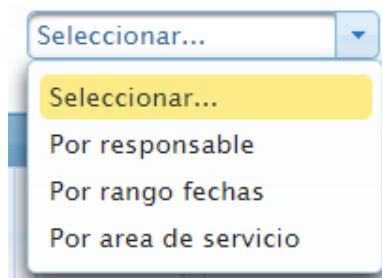 Seleccionar...
Seleccionar...
Por responsable
Por rango fechas
Por area de servicio